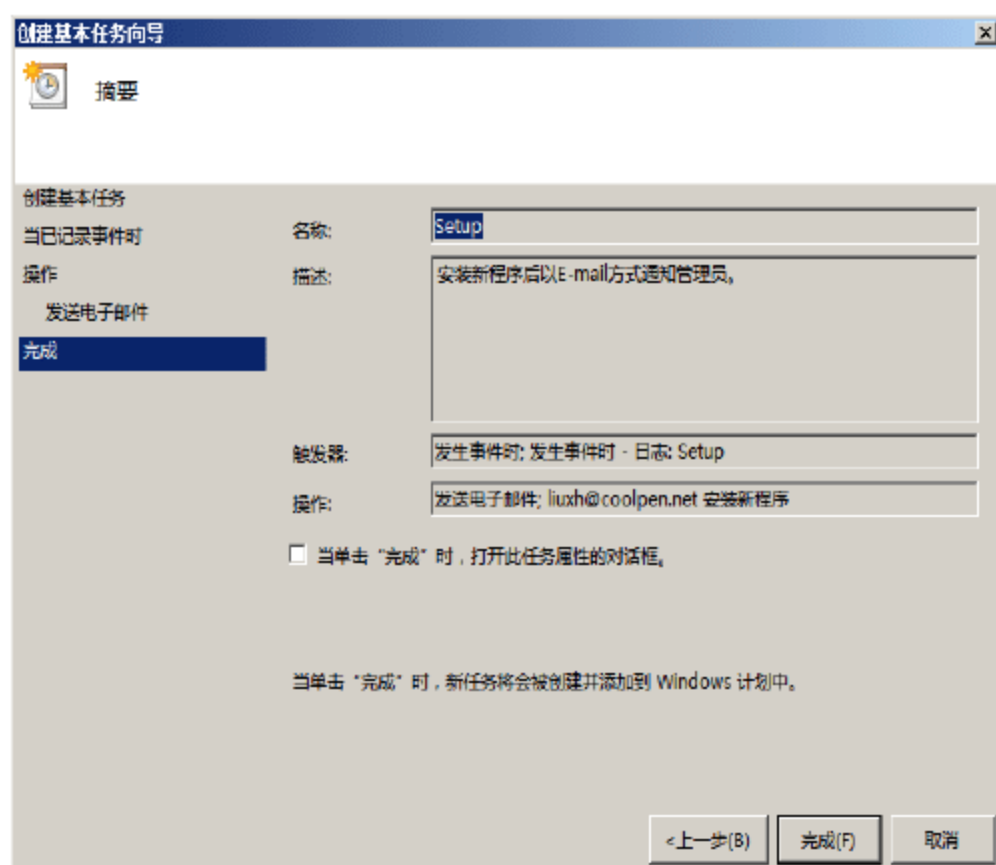 创建基本任务向导
摘要
创建基本任务
当已记录事件时
操作
发送电子邮件
完成
名称: Setup
描述: 安装新程序后以E-mail方式通知管理员。
触发器: 发生事件时; 发生事件时 - 日志: Setup
操作: 发送电子邮件; liuxh@coolpen.net 安装新程序
当单击“完成”时，打开此任务属性的对话框。
当单击“完成”时，新任务将会被创建并添加到 Windows 计划中。
<上一步(B) 完成(F) 取消